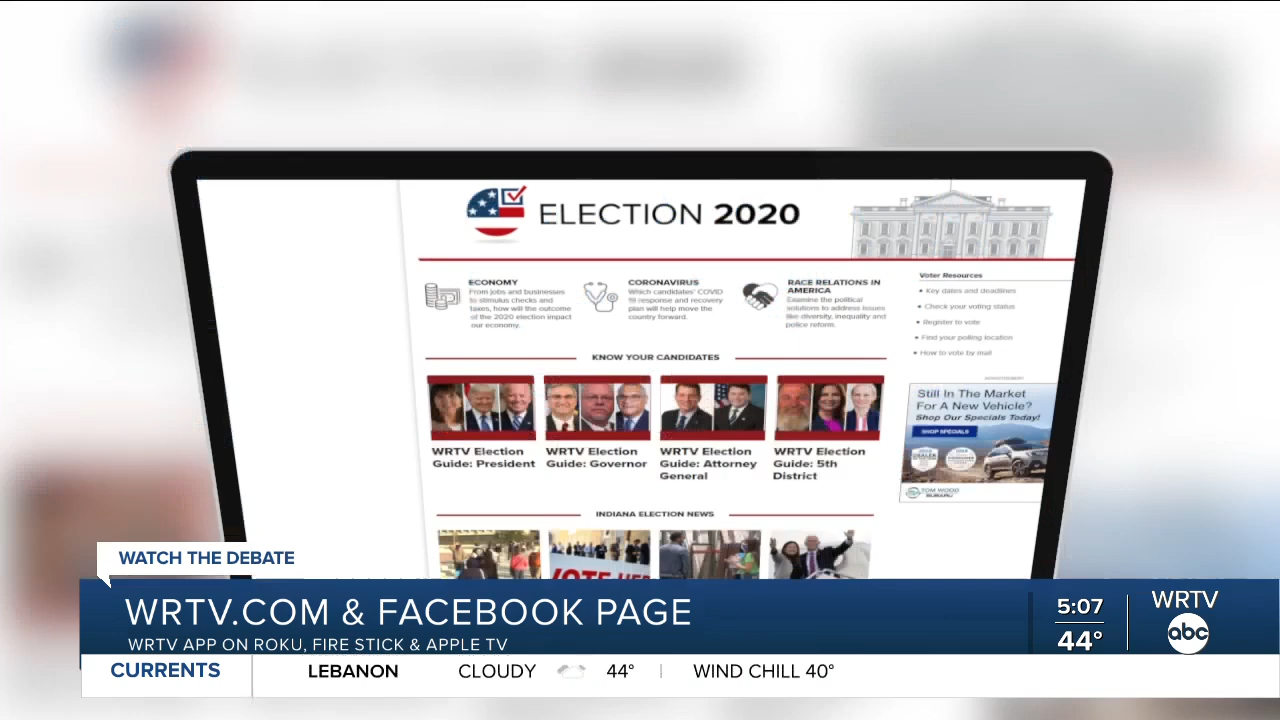 ELECTION 2020
ECONOMY
From jobs and businesses
to stimulus checks and
taxes, how will the outcome
of the 2020 election impact
our economy.
CORONAVIRUS
Which candidates' COVID
19 response and recovery
plan will help move the
country forward.
RACE RELATIONS IN
AMERICA
Examine the political
solutions to address issues
like diversity, inequality and
police reform.
Voter Resources
• Key dates and deadlines
• Check your voting status
• Register to vote
• Find your polling location
• How to vote by mail
KNOW YOUR CANDIDATES
WRTV Election
Guide: President
WRTV Election
Guide: Governor
WRTV Election
Guide: Attorney
General
WRTV Election
Guide: 5th
District
ADVERTISEMENT
Still In The Market
For A New Vehicle?
Shop Our Specials Today!
SHOP SPECIALS
TOM WOOD
SUBARU
INDIANA ELECTION NEWS
VOTE HERE
WATCH THE DEBATE
WRTV.COM & FACEBOOK PAGE
WRTV APP ON ROKU, FIRE STICK & APPLE TV
5:07
44°
WRTV
abc
CURRENTS
LEBANON CLOUDY 44° | WIND CHILL 40°